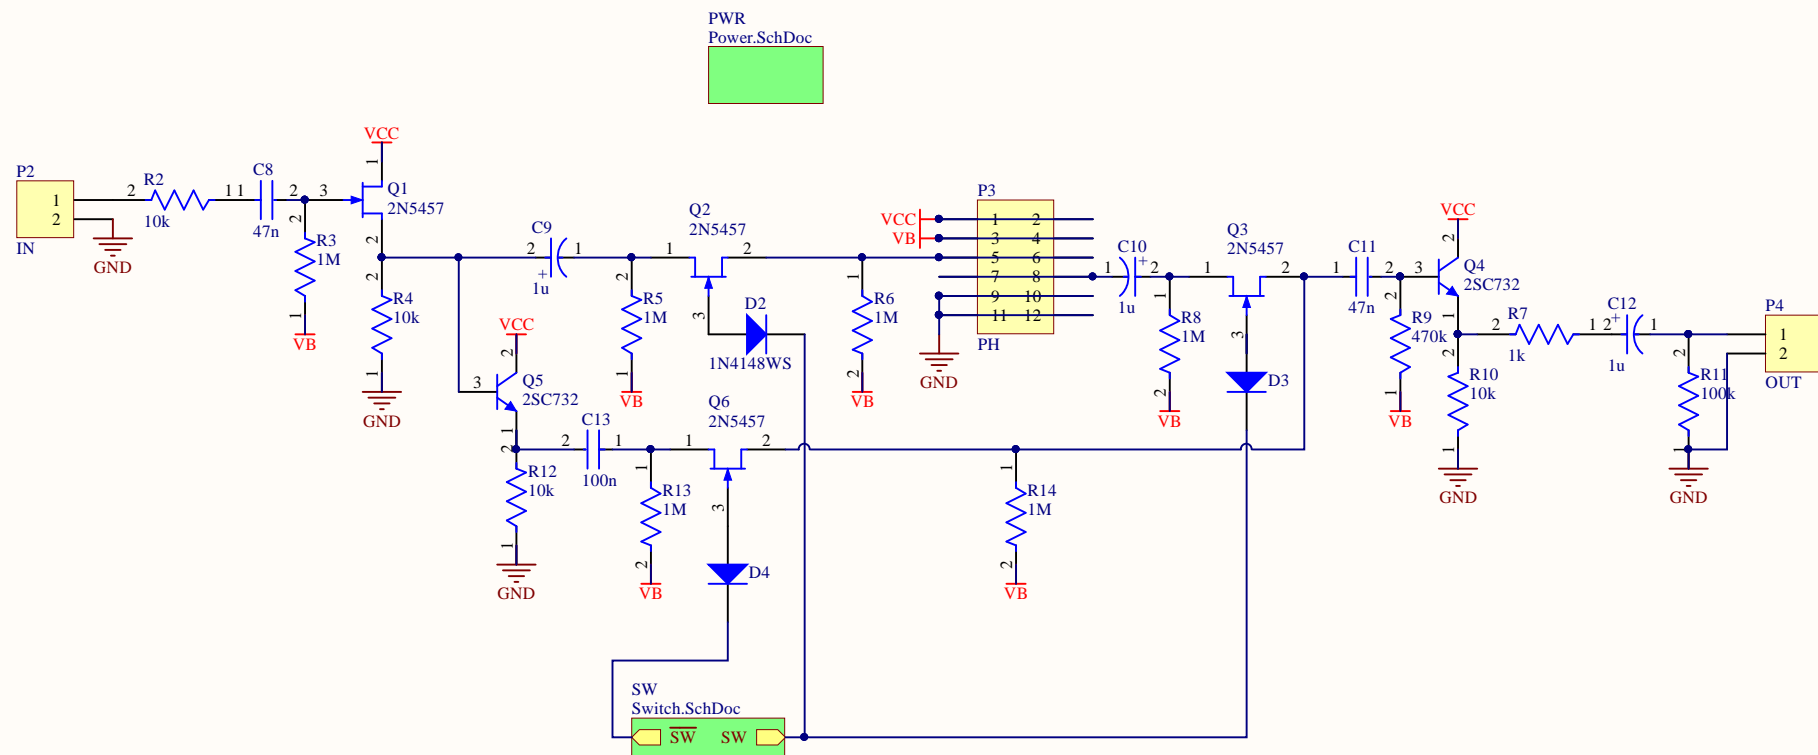 PWR
Power.SchDoc
P2
1
2
IN
GND
2
R2
10k
1
1
C8
47n
2
3
VCC
1
Q1
2N5457
2
2
R3
1M
1
VB
2
R4
10k
1
GND
2
C9
+
1u
1
2
R5
1M
1
VB
Q2
2N5457
1
2
3
D2
1N4148WS
1
R6
1M
2
VB
VCC
VB
P3
1 2
3 4
5 6
7 8
9 10
11 12
PH
GND
C10
1
+
2
1u
1
R8
1M
2
VB
Q3
2N5457
1
2
3
D3
C11
1
2
47n
3
2
R9
470k
1
VB
VCC
2
Q4
2SC732
1
2
R10
10k
1
GND
2
R7
1k
1
C12
2
+
1
1u
2
R11
100k
1
GND
P4
1
2
OUT
VCC
2
3
Q5
2SC732
1
2
R12
10k
1
GND
2
C13
1
100n
1
R13
1M
2
VB
Q6
2N5457
1
2
3
D4
1
R14
1M
2
VB
SW
Switch.SchDoc
SW SW